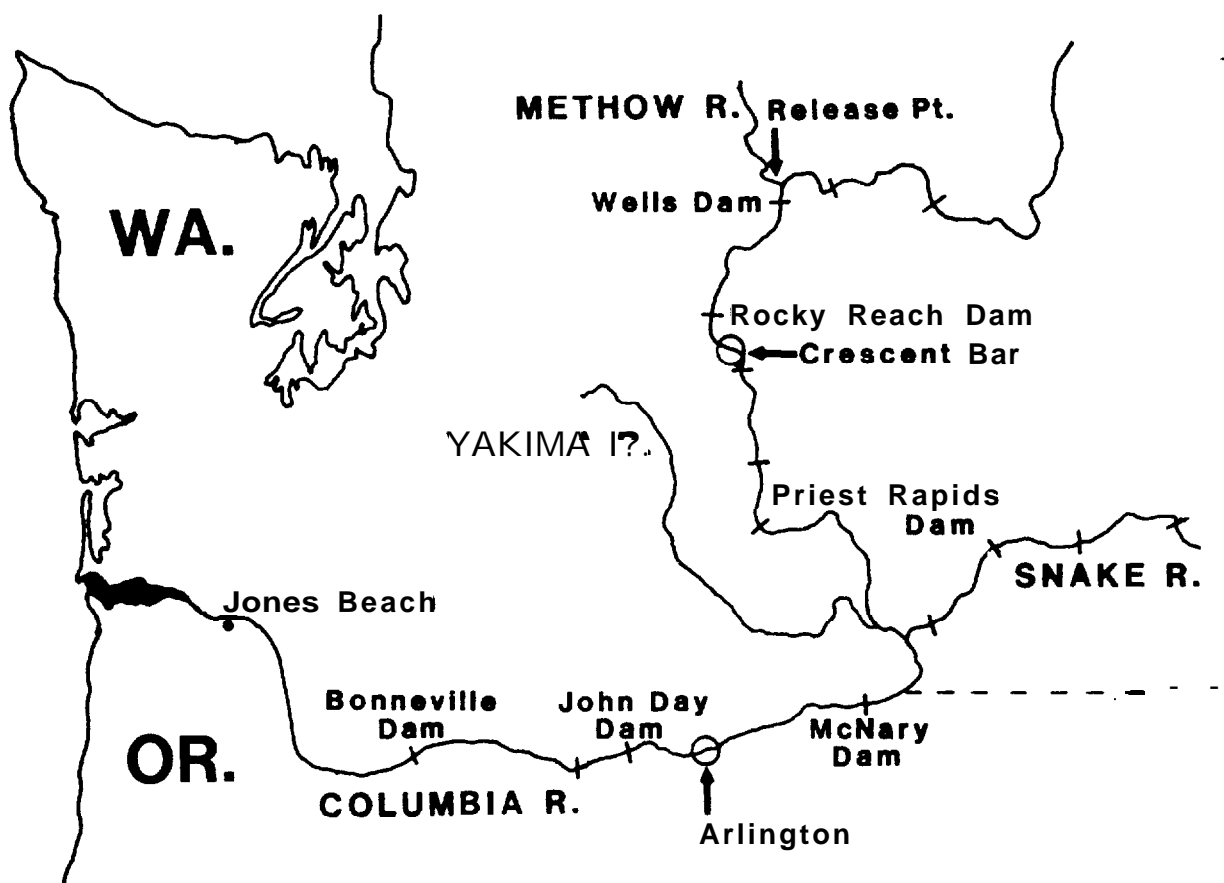 METHOW R. Release Pt.
WA.
Wells Dam
Rocky Reach Dam
Crescent Bar
YAKIMA I?.
Priest Rapids
Dam
SNAKE R.
Jones Beach
Bonneville
Dam
John Day
Dam
McNary
Dam
OR.
COLUMBIA R.
Arlington